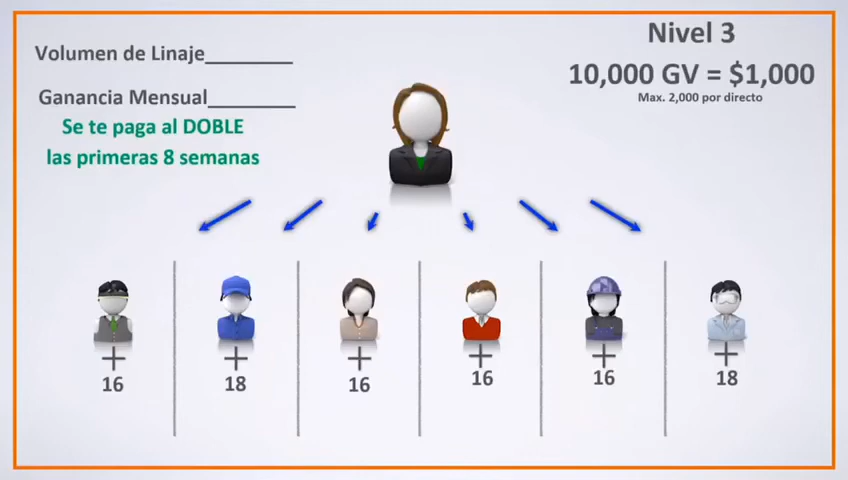 Volumen de Linaje________
Ganancia Mensual________
Se te paga al DOBLE
las primeras 8 semanas
Nivel 3
10,000 GV = $1,000
Max. 2,000 por directo
+ + + + + +
16 18 16 16 16 18